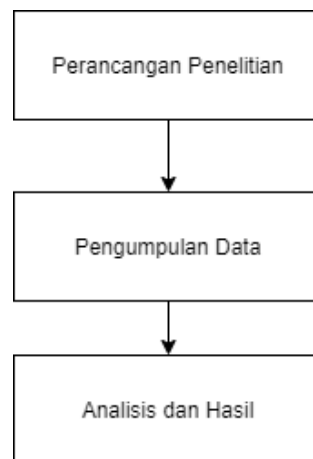 Perancangan Penelitian
Pengumpulan Data
Analisis dan Hasil